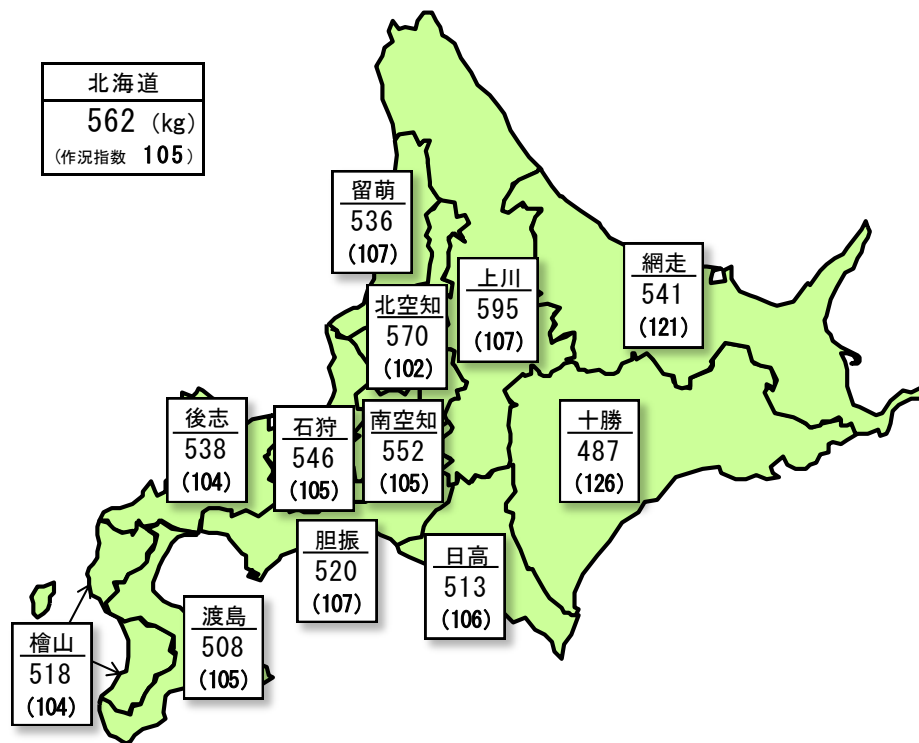 北海道
562 (kg)
(作況指数 105)
留萌
536
(107)
網走
541
(121)
上川
595
(107)
北空知
570
(102)
後志
538
(104)
石狩
546
(105)
南空知
552
(105)
十勝
487
(126)
胆振
520
(107)
日高
513
(106)
渡島
508
(105)
檜山
518
(104)